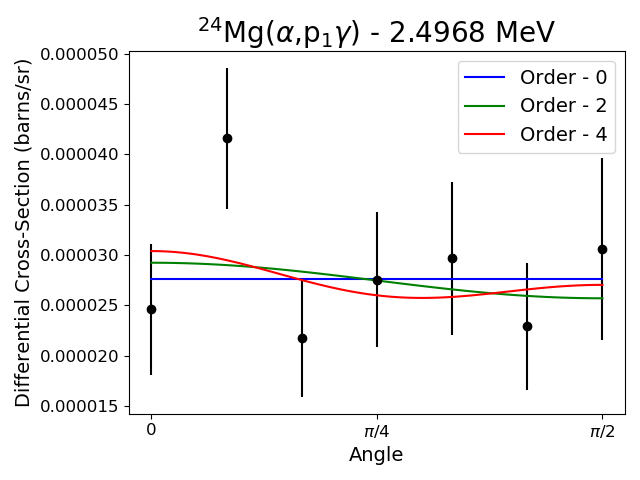 ²⁴Mg(α,p₁γ) - 2.4968 MeV
Differential Cross-Section (barns/sr)
0.000050
0.000045
0.000040
0.000035
0.000030
0.000025
0.000020
0.000015
Order - 0
Order - 2
Order - 4
0
π/4
π/2
Angle